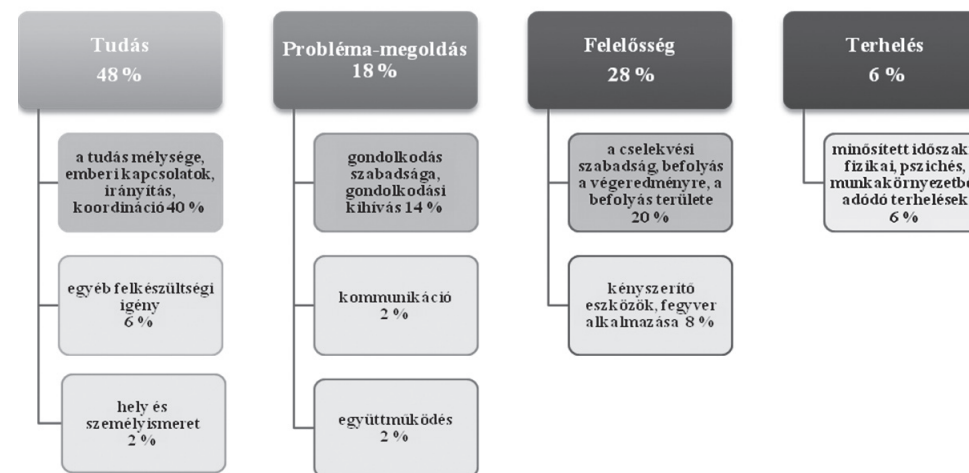 Tudás
48 %
a tudás mélysége,
emberi kapcsolatok,
irányítás,
koordináció 40 %
egyéb felkészültségi
igény
6 %
hely és
személyismeret
2 %
Probléma-megoldás
18 %
gondolkodás
szabadsága,
gondolkodási
kihívás 14 %
kommunikáció
2 %
együttműködés
2 %
Felelősség
28 %
a cselekvési
szabadság, befolyás
a végeredményre, a
befolyás területe
20 %
kényszerítő
eszközök, fegyver
alkalmazása 8 %
Terhelés
6 %
minősített
fizikai, pszichés,
adódó terhelések
6 %